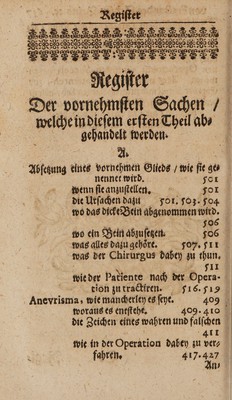 Register
Register
Der vornehmsten Sachen /
welche in diesem ersten Theil ab-
gehandelt werden.
A.
Absetzung eines vornehmen Glieds / wie sie ge-
nennet wird. 501
wenn sie anzustellen. 501
die Ursachen dazu 501. 503. 504
wo das dicke Bein abgenommen wird.
506
wo ein Bein abzusetzen. 506
was alles dazu gehöre. 507. 511
was der Chirurgus dabey zu thun.
511
wie der Patiente nach der Opera-
tion zu tractiren. 516. 519
Anevrisma, wie mancherley es seye. 409
woraus es entstehe. 409. 410
die Zeichen eines wahren und falschen
411
wie in der Operation dabey zu ver-
fahren. 417. 427
An-